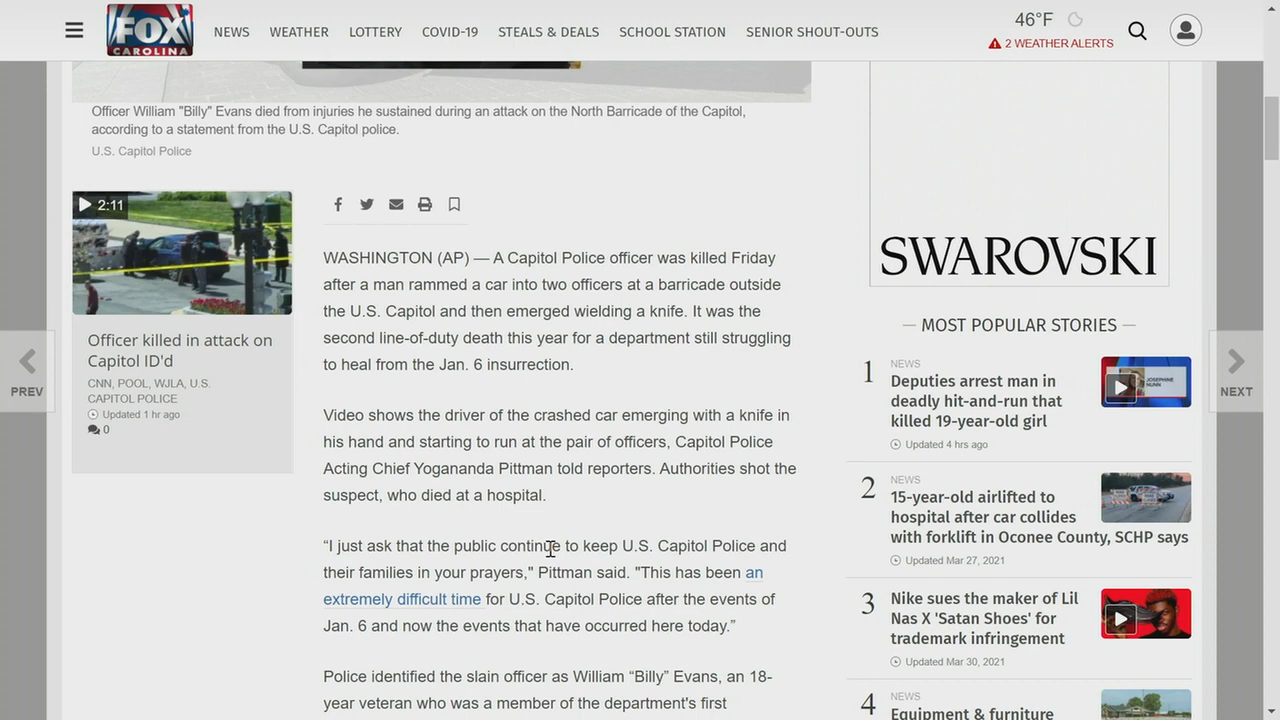 FOX
CAROLINA
NEWS
WEATHER
LOTTERY
COVID-19
STEALS & DEALS
SCHOOL STATION
SENIOR SHOUT-OUTS
46°F
2 WEATHER ALERTS
Officer William "Billy" Evans died from injuries he sustained during an attack on the North Barricade of the Capitol,
according to a statement from the U.S. Capitol police.
U.S. Capitol Police
2:11
Officer killed in attack on
Capitol ID'd
CNN, POOL, WJLA, U.S.
CAPITOL POLICE
Updated 1 hr ago
0
PREV
WASHINGTON (AP) — A Capitol Police officer was killed Friday
after a man rammed a car into two officers at a barricade outside
the U.S. Capitol and then emerged wielding a knife. It was the
second line-of-duty death this year for a department still struggling
to heal from the Jan. 6 insurrection.
Video shows the driver of the crashed car emerging with a knife in
his hand and starting to run at the pair of officers, Capitol Police
Acting Chief Yogananda Pittman told reporters. Authorities shot the
suspect, who died at a hospital.
“I just ask that the public continue to keep U.S. Capitol Police and
their families in your prayers," Pittman said. "This has been an
extremely difficult time for U.S. Capitol Police after the events of
Jan. 6 and now the events that have occurred here today.”
Police identified the slain officer as William “Billy” Evans, an 18-
year veteran who was a member of the department's first
SWAROVSKI
MOST POPULAR STORIES
1
NEWS
Deputies arrest man in
deadly hit-and-run that
killed 19-year-old girl
Updated 4 hrs ago
JOSEPHINE
NUNN
2
NEWS
15-year-old airlifted to
hospital after car collides
with forklift in Oconee County, SCHP says
Updated Mar 27, 2021
3
Nike sues the maker of Lil
Nas X 'Satan Shoes' for
trademark infringement
Updated Mar 30, 2021
4
NEWS
Equipment & furniture
NEXT